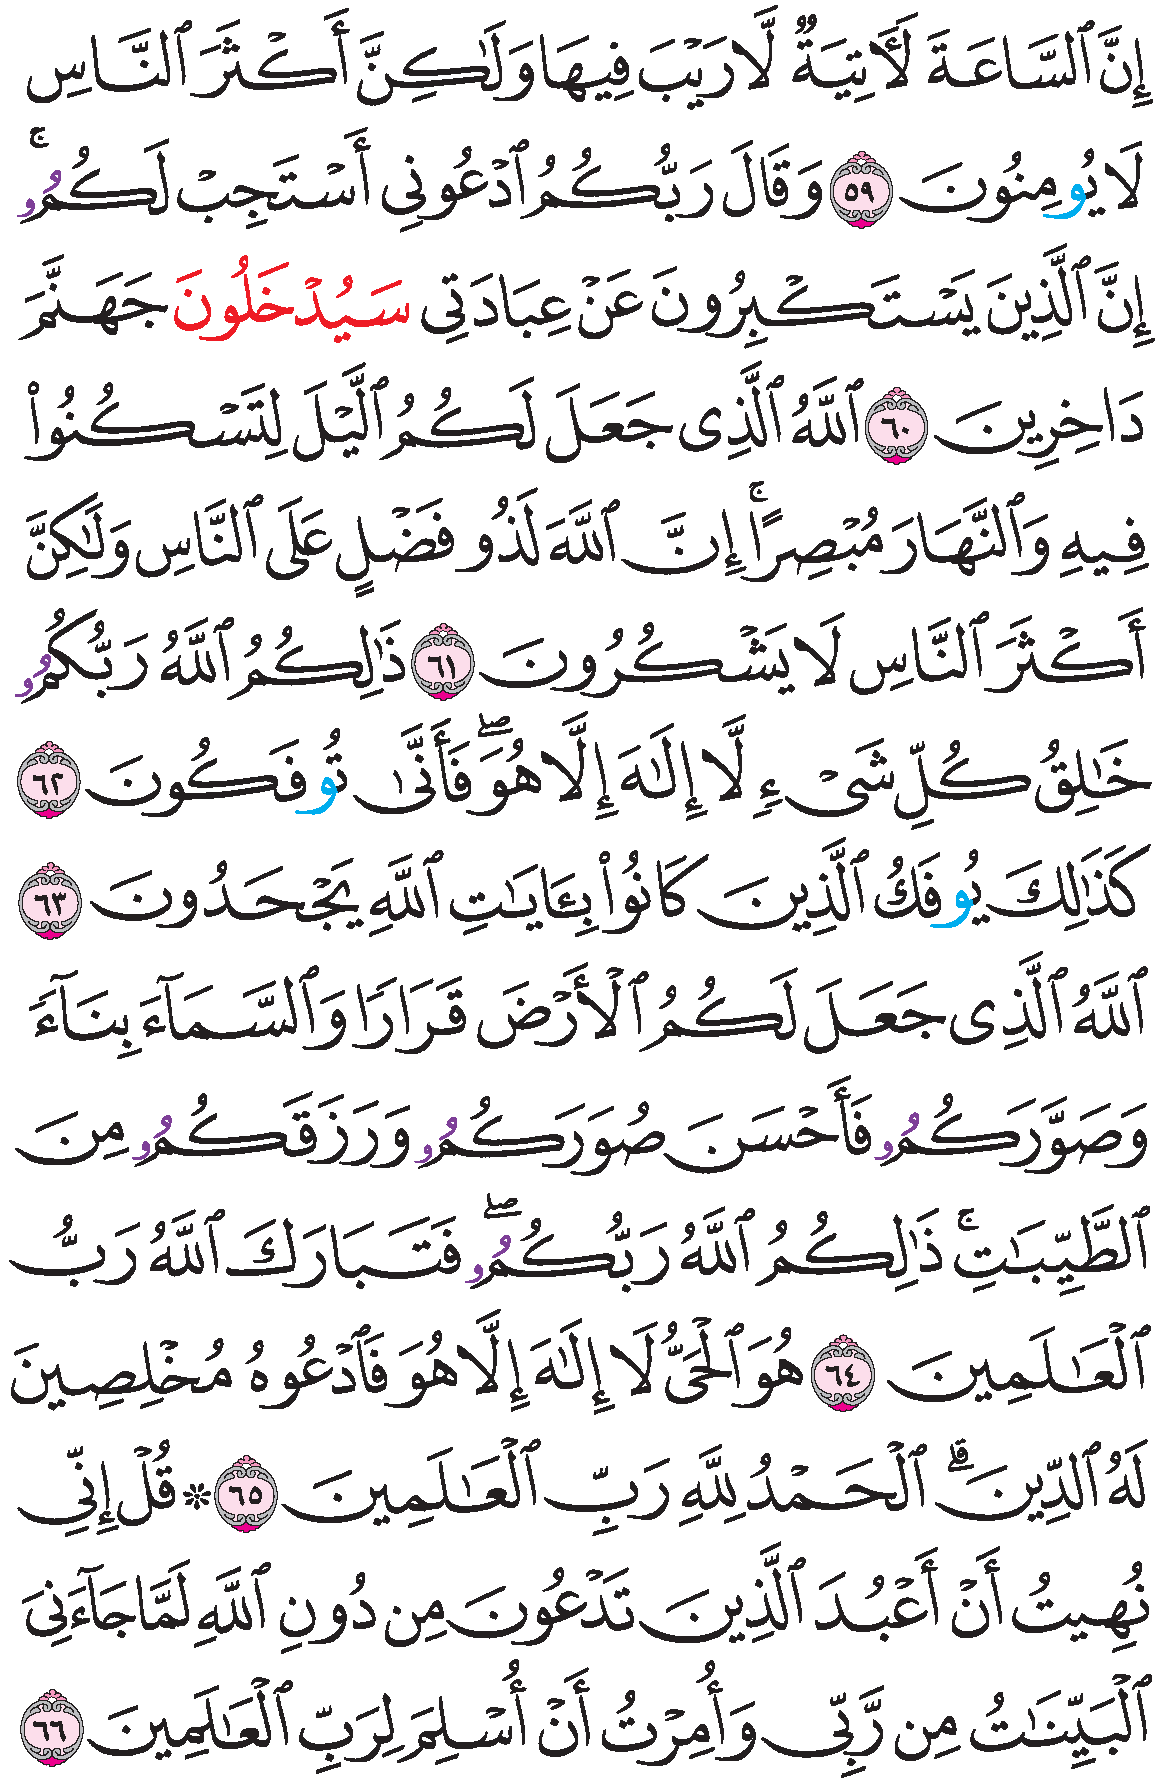 إِنَّ ٱلسَّاعَةَ لَأٓتِيَةٌ لَّا رَيْبَ فِيهَا وَلَٰكِنَّ أَكْثَرَ ٱلنَّاسِ
لَا يُومِنُونَ ٥٩ وَقَالَ رَبُّكُمُ ٱدْعُونِى أَسْتَجِبْ لَكُمُۥ ۚ
إِنَّ ٱلَّذِينَ يَسْتَكْبِرُونَ عَنْ عِبَادَتِى سَيُدْخَلُونَ جَهَنَّمَ
دَاخِرِينَ ٦٠ ٱللَّهُ ٱلَّذِى جَعَلَ لَكُمُ ٱلَّيْلَ لِتَسْكُنُوا۟
فِيهِ وَٱلنَّهَارَ مُبْصِرًا ۚ إِنَّ ٱللَّهَ لَذُو فَضْلٍ عَلَى ٱلنَّاسِ وَلَٰكِنَّ
أَكْثَرَ ٱلنَّاسِ لَا يَشْكُرُونَ ٦١ ذَٰلِكُمُ ٱللَّهُ رَبُّكُمُۥ
خَٰلِقُ كُلِّ شَىْءٍ لَّا إِلَٰهَ إِلَّا هُوَ ۖ فَأَنَّىٰ تُوفَكُونَ ٦٢
كَذَٰلِكَ يُوفَكُ ٱلَّذِينَ كَانُوا۟ بِـَٔايَٰتِ ٱللَّهِ يَجْحَدُونَ ٦٣
ٱللَّهُ ٱلَّذِى جَعَلَ لَكُمُ ٱلْأَرْضَ قَرَارًا وَٱلسَّمَآءَ بِنَآءً
وَصَوَّرَكُمُۥ فَأَحْسَنَ صُوَرَكُمُۥ وَرَزَقَكُمُۥ مِنَ
ٱلطَّيِّبَٰتِ ۚ ذَٰلِكُمُ ٱللَّهُ رَبُّكُمُۥ ۖ فَتَبَارَكَ ٱللَّهُ رَبُّ
ٱلْعَٰلَمِينَ ٦٤ هُوَ ٱلْحَىُّ لَا إِلَٰهَ إِلَّا هُوَ فَٱدْعُوهُ مُخْلِصِينَ
لَهُ ٱلدِّينَ ۗ ٱلْحَمْدُ لِلَّهِ رَبِّ ٱلْعَٰلَمِينَ ٦٥ ۞ قُلْ إِنِّى
نُهِيتُ أَنْ أَعْبُدَ ٱلَّذِينَ تَدْعُونَ مِن دُونِ ٱللَّهِ لَمَّا جَآءَنِىَ
ٱلْبَيِّنَٰتُ مِن رَّبِّى وَأُمِرْتُ أَنْ أُسْلِمَ لِرَبِّ ٱلْعَٰلَمِينَ ٦٦